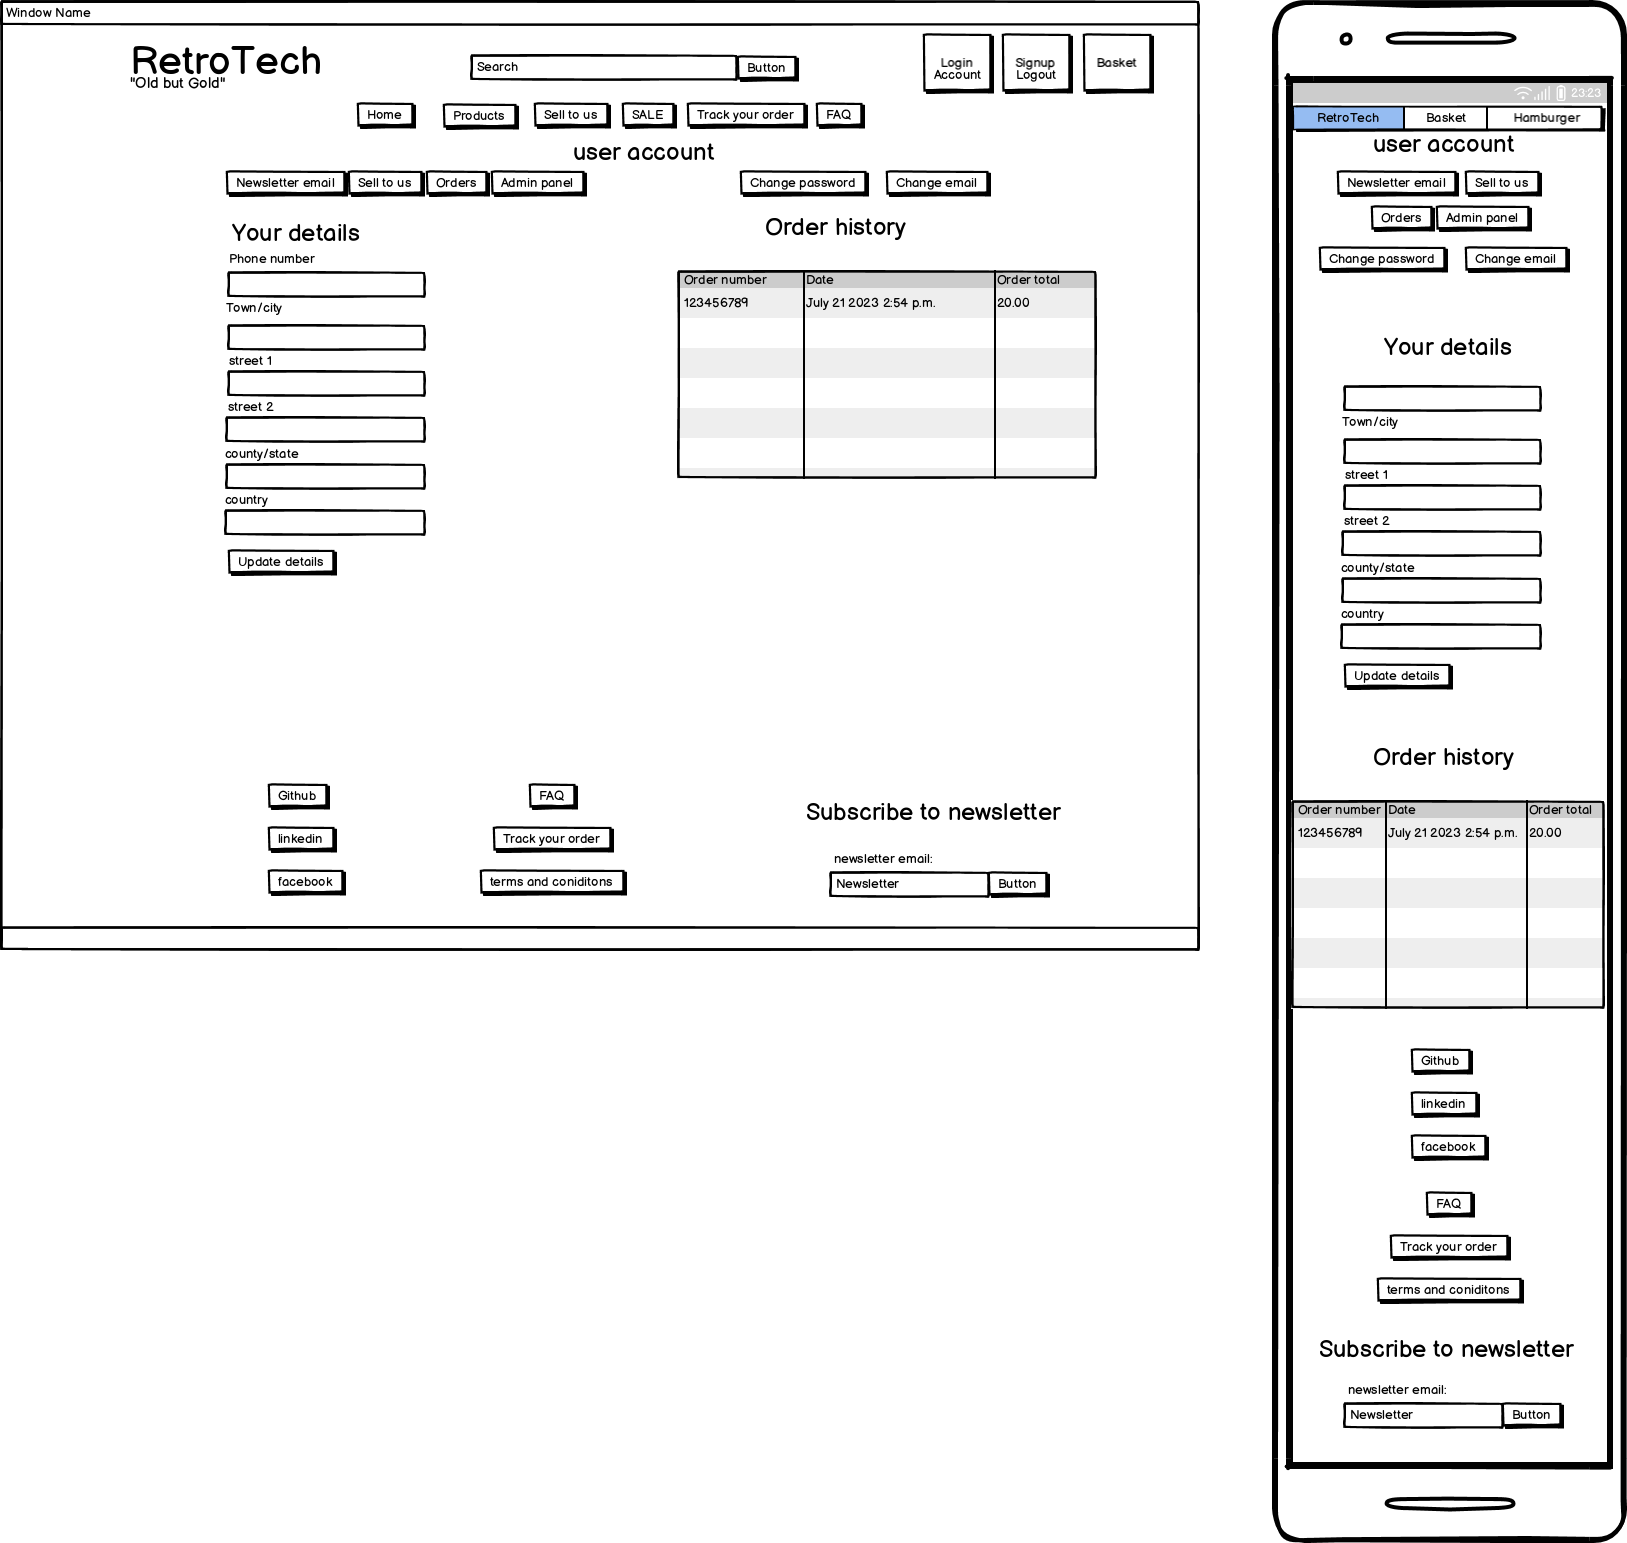 Window Name
RetroTech
"Old but Gold"
Search
Button
Login
Account
Signup
Logout
Basket
Home
Products
Sell to us
SALE
Track your order
FAQ
user account
Newsletter email
Sell to us
Orders
Admin panel
Change password
Change email
Your details
Phone number
Town/city
street 1
street 2
county/state
country
Update details
Order history
Order number Date Order total
123456789 July 21 2023 2:54 p.m. 20.00
Github
linkedin
facebook
FAQ
Track your order
terms and coniditons
Subscribe to newsletter
newsletter email:
Newsletter
Button
23:23
RetroTech
Basket
Hamburger
user account
Newsletter email
Sell to us
Orders
Admin panel
Change password
Change email
Your details
Town/city
street 1
street 2
county/state
country
Update details
Order history
Order number Date Order total
123456789 July 21 2023 2:54 p.m. 20.00
Github
linkedin
facebook
FAQ
Track your order
terms and coniditons
Subscribe to newsletter
newsletter email:
Newsletter
Button